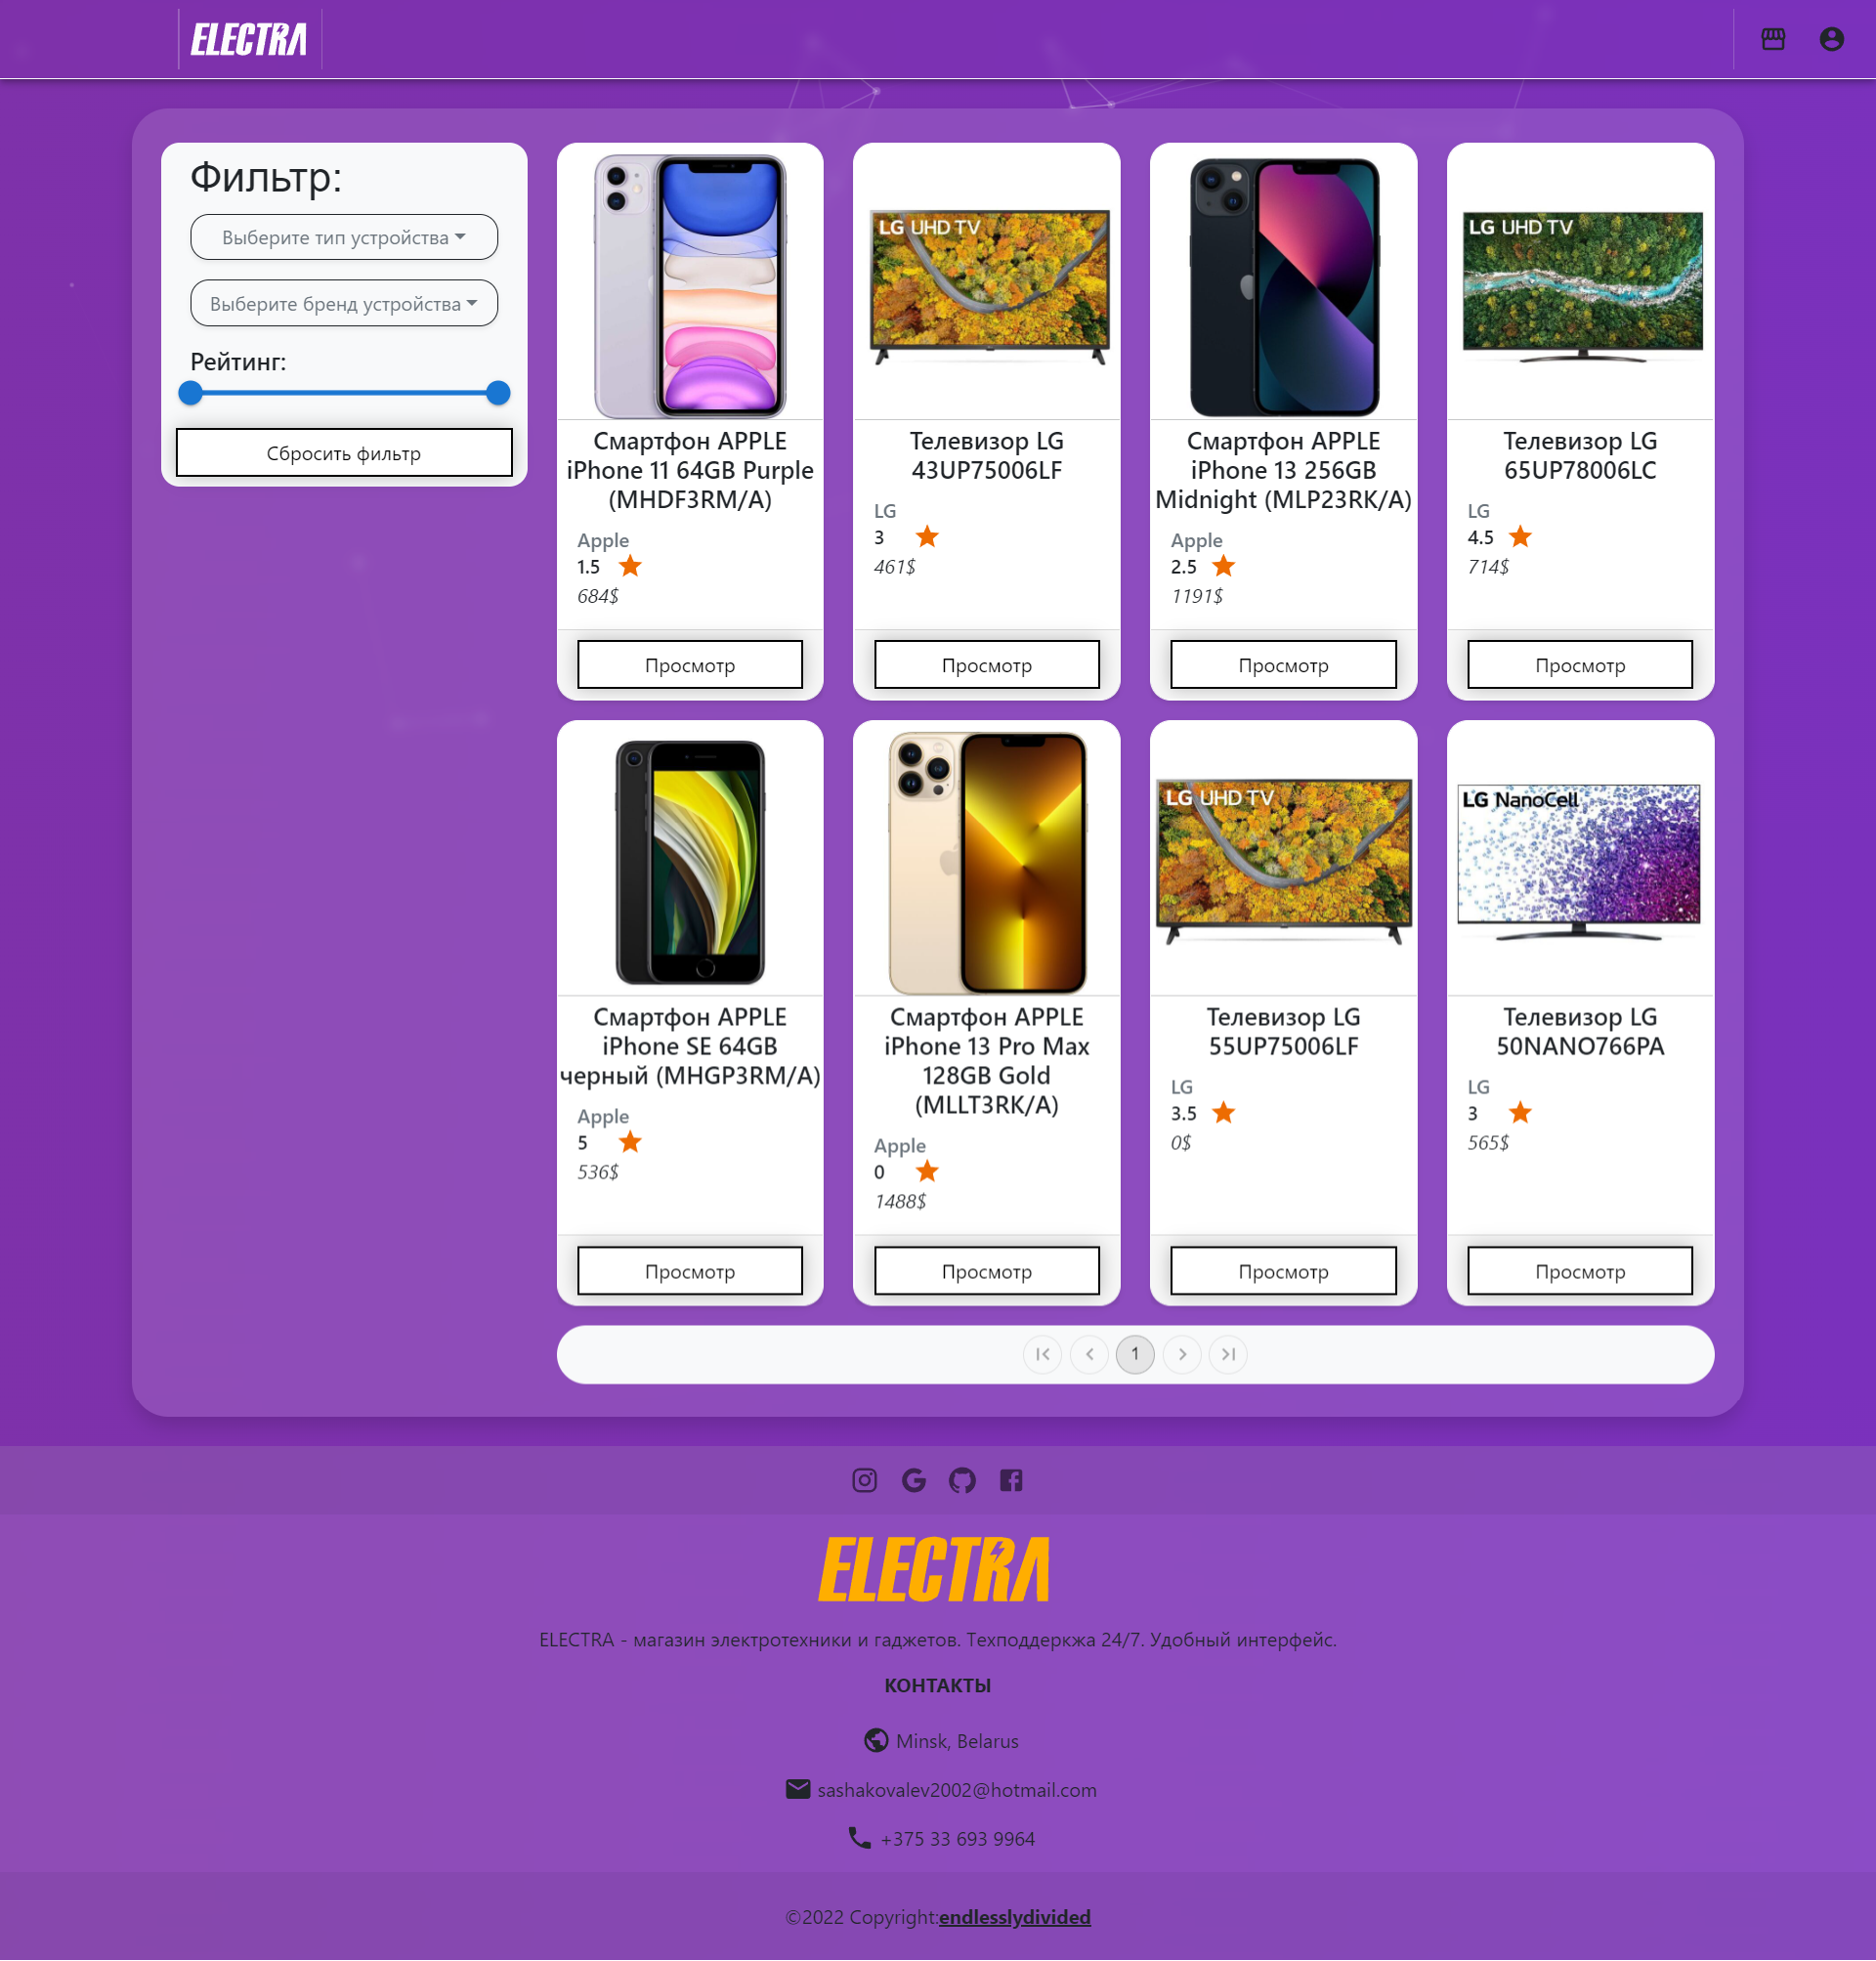 ELECTRA
Фильтр:
Выберите тип устройства
Выберите бренд устройства
Рейтинг:
Сбросить фильтр
Смартфон APPLE
iPhone 11 64GB Purple
(MHDF3RM/A)
Apple
1.5
684$
Просмотр
LG UHD TV
Телевизор LG
43UP75006LF
LG
3
461$
Просмотр
Смартфон APPLE
iPhone 13 256GB
Midnight (MLP23RK/A)
Apple
2.5
1191$
Просмотр
LG UHD TV
Телевизор LG
65UP78006LC
LG
4.5
714$
Просмотр
Смартфон APPLE
iPhone SE 64GB
черный (MHGP3RM/A)
Apple
5
536$
Просмотр
Смартфон APPLE
iPhone 13 Pro Max
128GB Gold
(MLLT3RK/A)
Apple
0
1488$
Просмотр
LG UHD TV
Телевизор LG
55UP75006LF
LG
3.5
0$
Просмотр
LG NanoCell
Телевизор LG
50NANO766PA
LG
3
565$
Просмотр
1
ELECTRA
ELECTRA - магазин электротехники и гаджетов. Техподдеркжа 24/7. Удобный интерфейс.
КОНТАКТЫ
Minsk, Belarus
sashakovalev2002@hotmail.com
+375 33 693 9964
©2022 Copyright:endlesslydivided